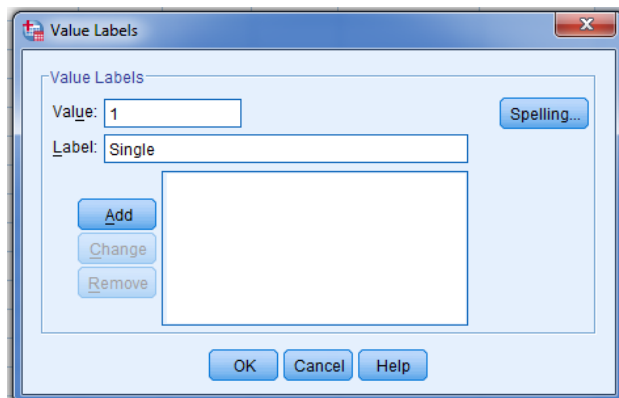 Value Labels
Value Labels
Value: 1
Spelling...
Label: Single
Add
Change
Remove
OK Cancel Help